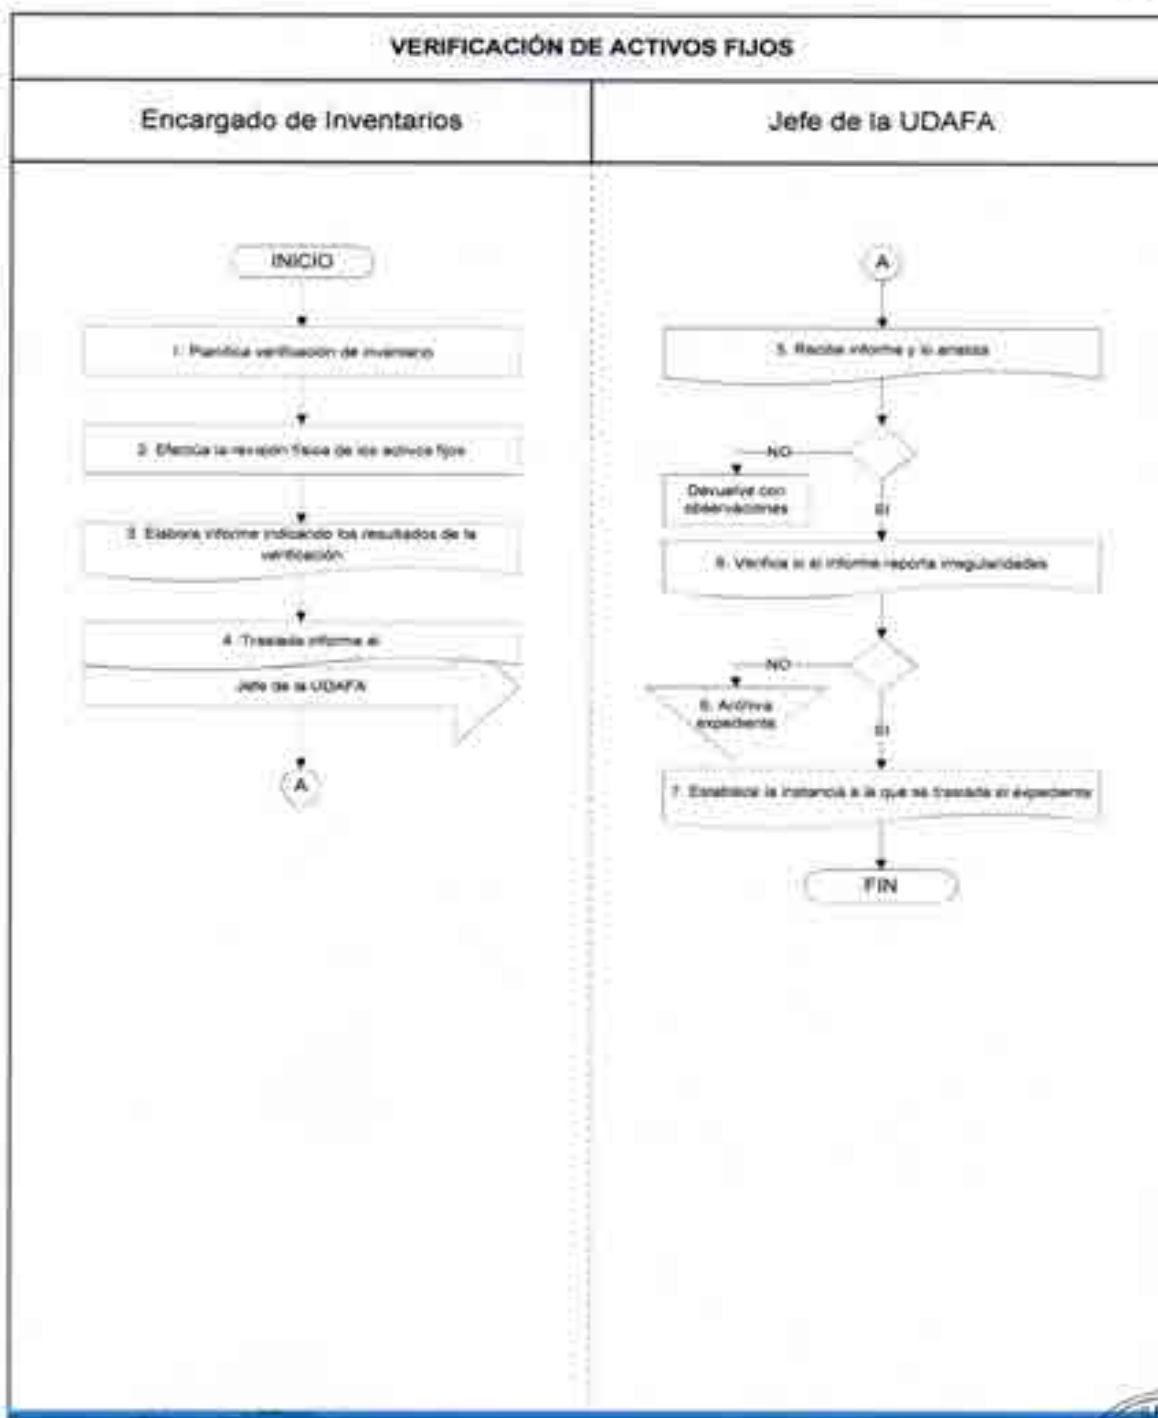 VERIFICACIÓN DE ACTIVOS FIJOS
Encargado de Inventarios
Jefe de la UDAFA
INICIO
1. Planifica verificación de inventario
2. Efectúa la revisión física de los activos fijos
3. Elabora informe indicando los resultados de la
verificación.
4. Traslada informe al
Jefe de la UDAFA
A
A
5. Recibe informe y lo analiza
NO
Devuelve con
observaciones
SI
6. Verifica si el informe reporta irregularidades
NO
6. Archiva
expediente
SI
7. Establece la instancia a la que se traslada el expediente
FIN